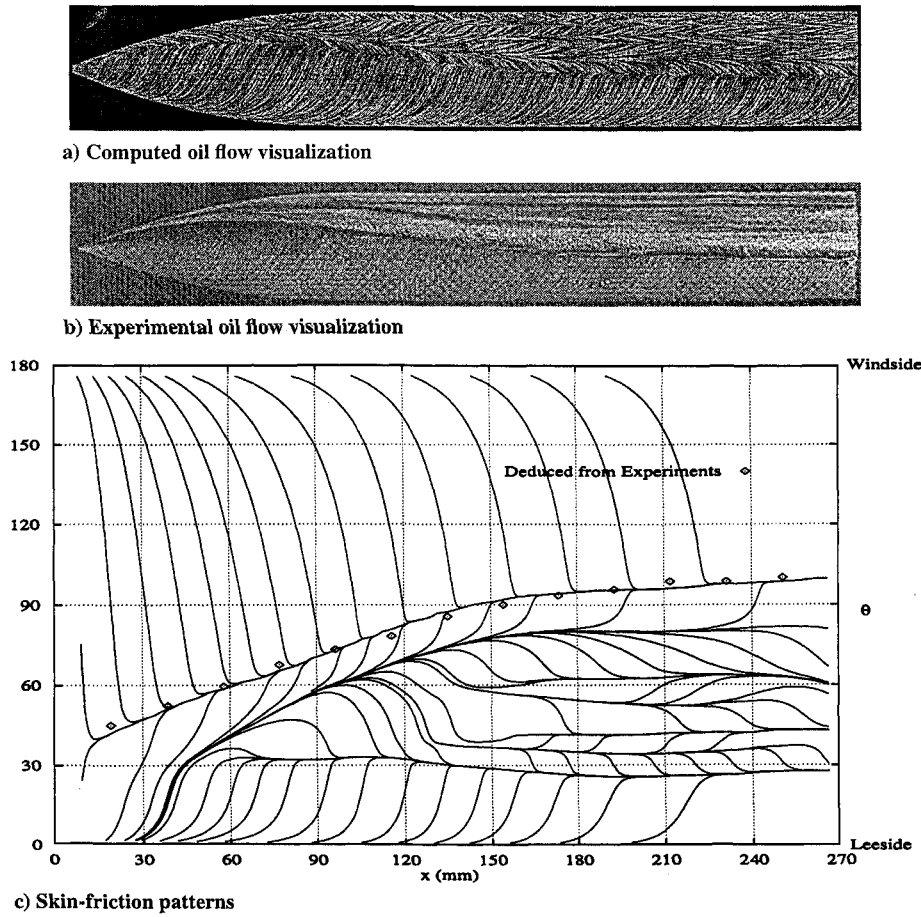 a) Computed oil flow visualization
b) Experimental oil flow visualization
180
Windside
150
Deduced from Experiments
120
90
θ
60
30
0
Leeside
0 30 60 90 120 150 180 210 240 270
x (mm)
c) Skin-friction patterns